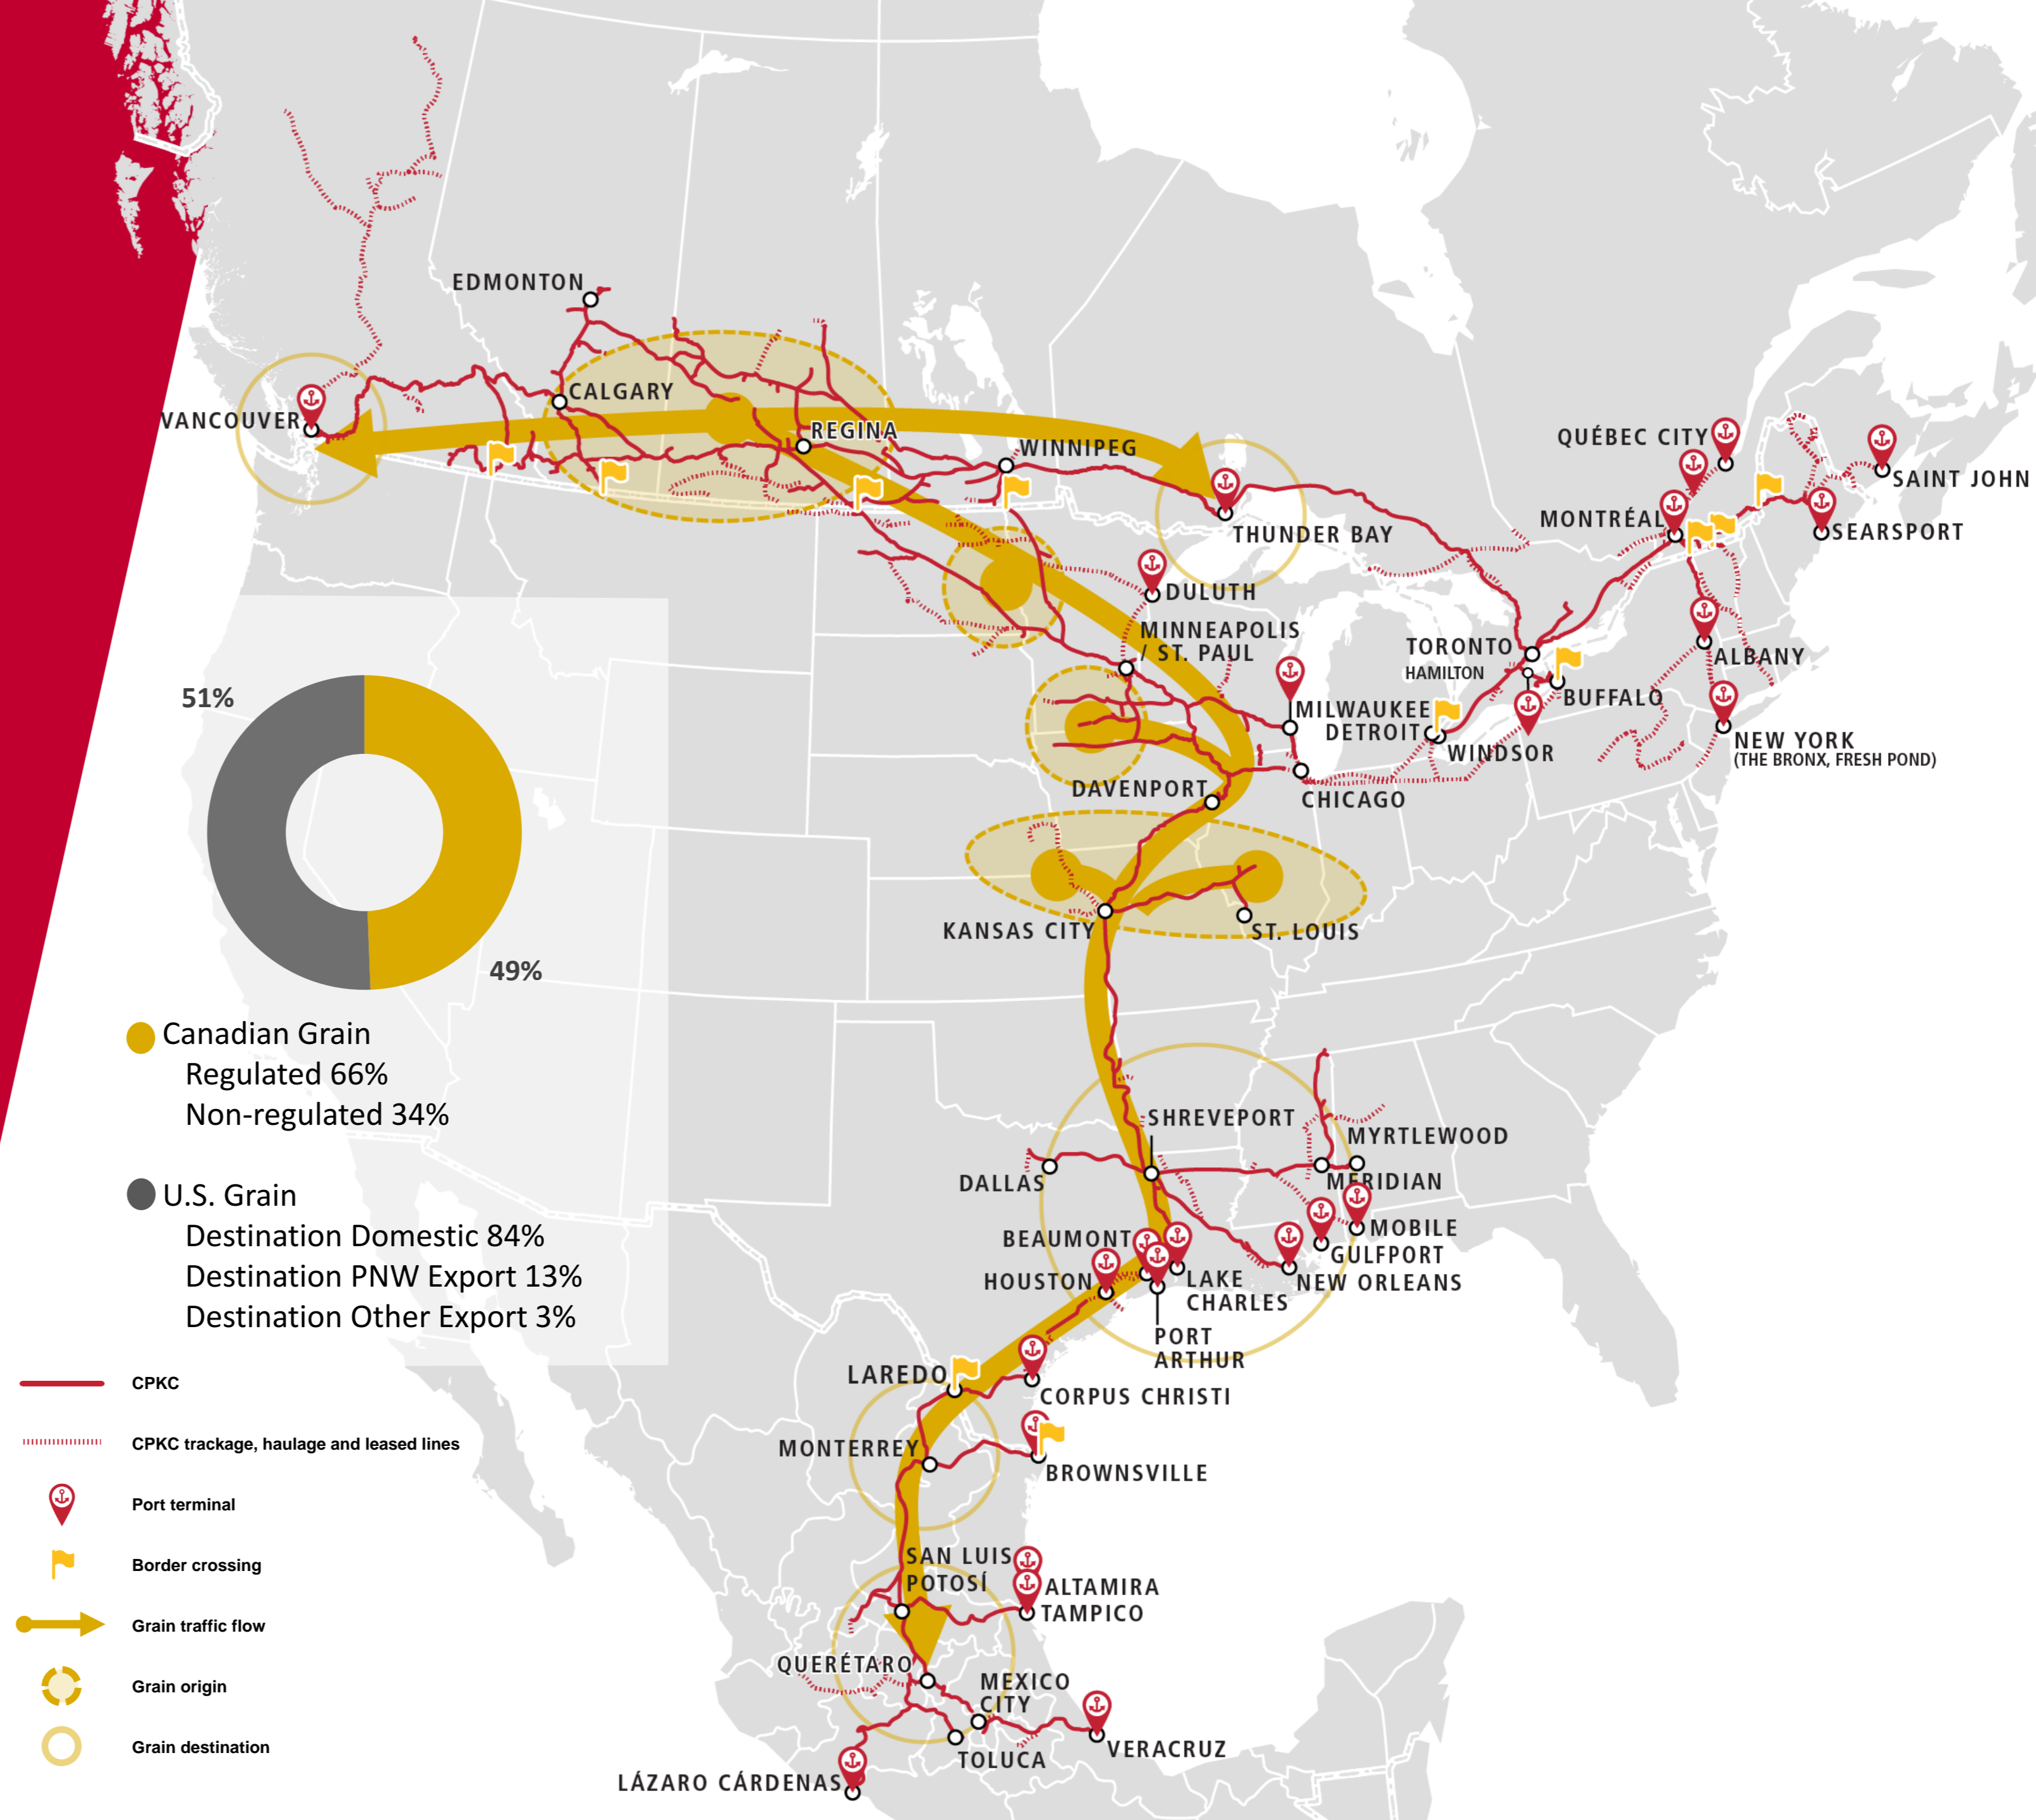 EDMONTON
CALGARY
VANCOUVER
REGINA
WINNIPEG
QUÉBEC CITY
SAINT JOHN
MONTRÉAL
SEARSPORT
THUNDER BAY
DULUTH
MINNEAPOLIS
/ ST. PAUL
TORONTO
HAMILTON
ALBANY
BUFFALO
MILWAUKEE
DETROIT
WINDSOR
NEW YORK
(THE BRONX, FRESH POND)
DAVENPORT
CHICAGO
KANSAS CITY
ST. LOUIS
51%
49%
Canadian Grain
Regulated 66%
Non-regulated 34%
U.S. Grain
Destination Domestic 84%
Destination PNW Export 13%
Destination Other Export 3%
SHREVEPORT
MYRTLEWOOD
DALLAS
MERIDIAN
MOBILE
BEAUMONT
GULFPORT
HOUSTON
LAKE
CHARLES
NEW ORLEANS
PORT
ARTHUR
LAREDO
CORPUS CHRISTI
MONTERREY
BROWNSVILLE
SAN LUIS
POTOSÍ
ALTAMIRA
TAMPICO
QUERÉTARO
MEXICO
CITY
TOLUCA
VERACRUZ
LÁZARO CÁRDENAS
CPKC
CPKC trackage, haulage and leased lines
Port terminal
Border crossing
Grain traffic flow
Grain origin
Grain destination